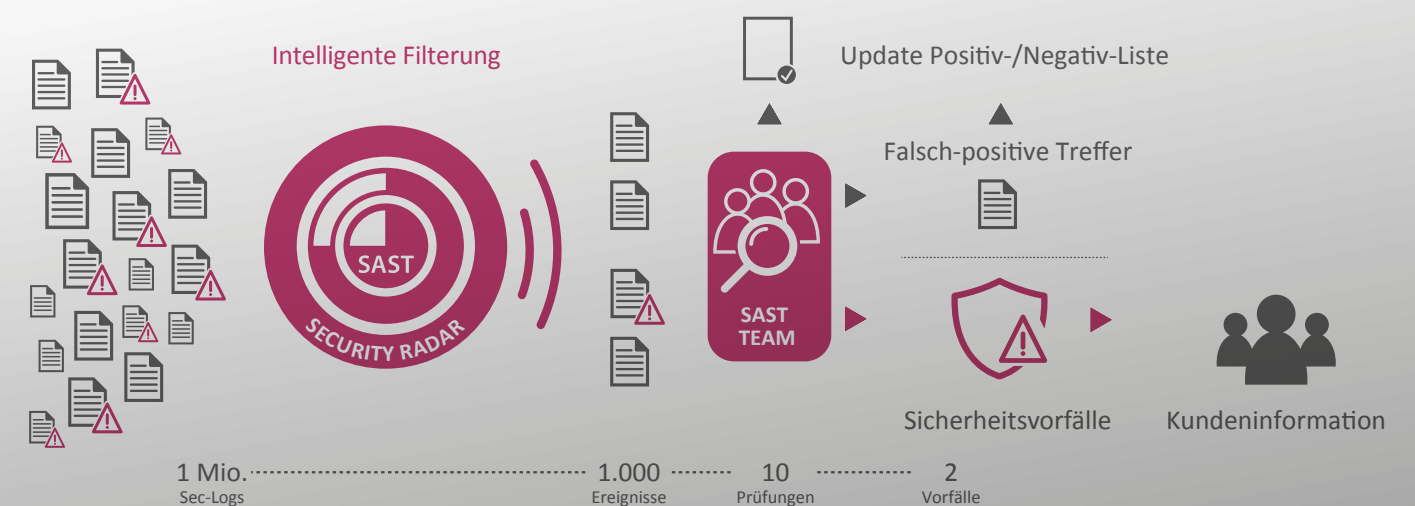 Intelligente Filterung
Update Positiv-/Negativ-Liste
Falsch-positive Treffer
SAST
SECURITY RADAR
SAST
TEAM
Sicherheitsvorfälle
Kundeninformation
1 Mio.
Sec-Logs
1.000
Ereignisse
10
Prüfungen
2
Vorfälle